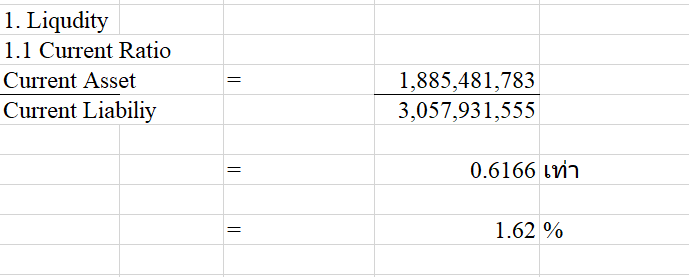 1. Liqudity
1.1 Current Ratio
Current Asset = 1,885,481,783
Current Liabiliy 3,057,931,555
= 0.6166 เท่า
= 1.62 %